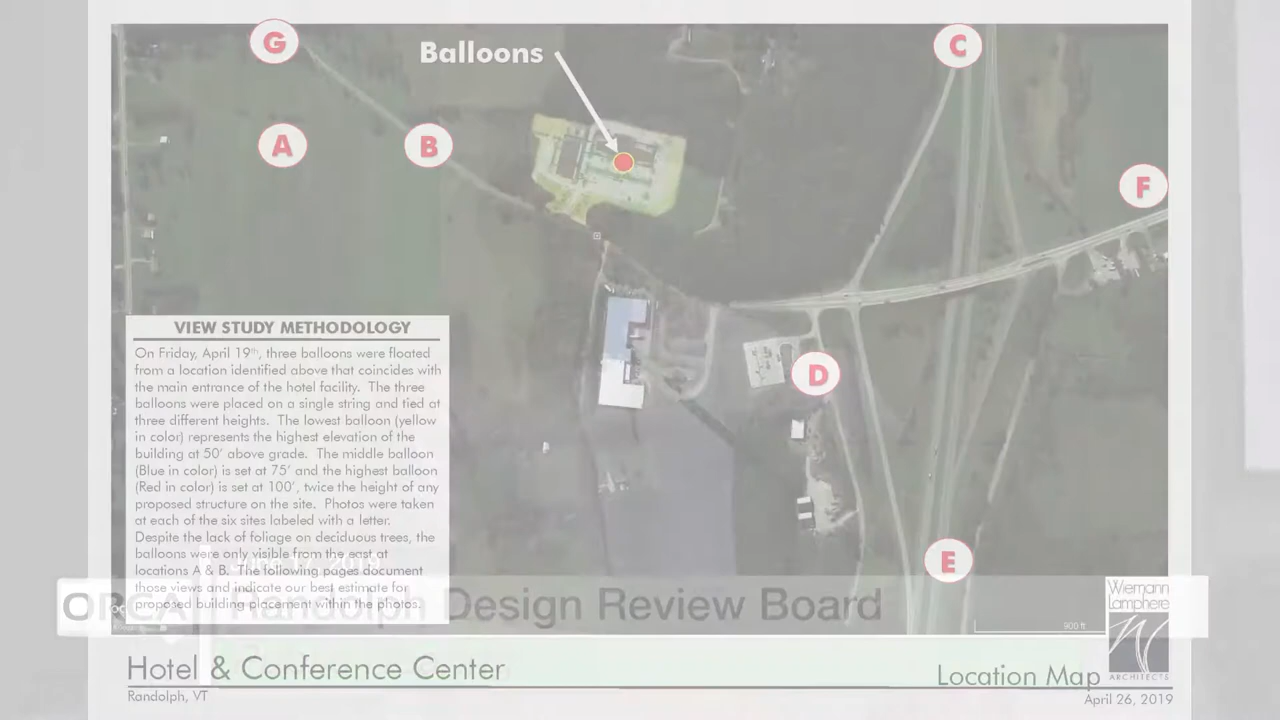 G
Balloons
C
A
B
F
VIEW STUDY METHODOLOGY
On Friday, April 19th, three balloons were floated
from a location identified above that coincides with
the main entrance of the hotel facility. The three
balloons were placed on a single string and tied at
three different heights. The lowest balloon (yellow
in color) represents the highest elevation of the
building at 50' above grade. The middle balloon
(Blue in color) is set at 75' and the highest balloon
(Red in color) is set at 100', twice the height of any
proposed structure on the site. Photos were taken
at each of the six sites labeled with a letter.
Despite the lack of foliage on deciduous trees, the
balloons were only visible from the east at
locations A & B. The following pages document
those views and indicate our best estimate for
proposed building placement within the photos.
D
E
ORCA
Randolph Design Review Board
900 ft
Wiemann
Lamphere
ARCHITECTS
Hotel & Conference Center
Location Map
Randolph, VT
April 26, 2019